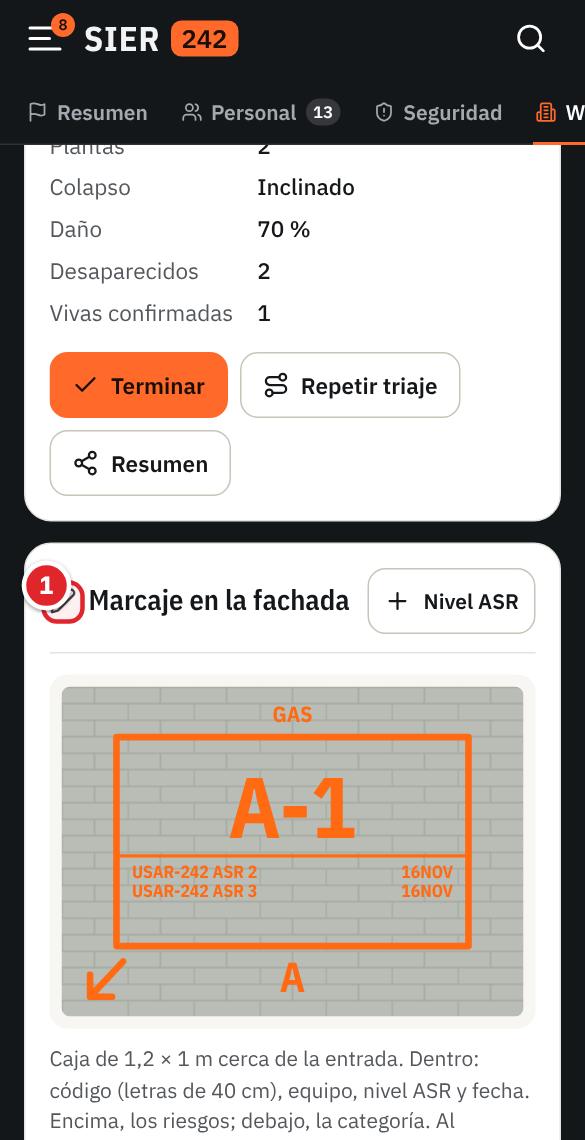 8
SIER 242
Resumen Personal 13 Seguridad W
Plantas 2
Colapso Inclinado
Daño 70 %
Desaparecidos 2
Vivas confirmadas 1
Terminar Repetir triaje
Resumen
1
Marcaje en la fachada + Nivel ASR
GAS
A-1
USAR-242 ASR 2 16NOV
USAR-242 ASR 3 16NOV
A
Caja de 1,2 × 1 m cerca de la entrada. Dentro:
código (letras de 40 cm), equipo, nivel ASR y fecha.
Encima, los riesgos; debajo, la categoría. Al